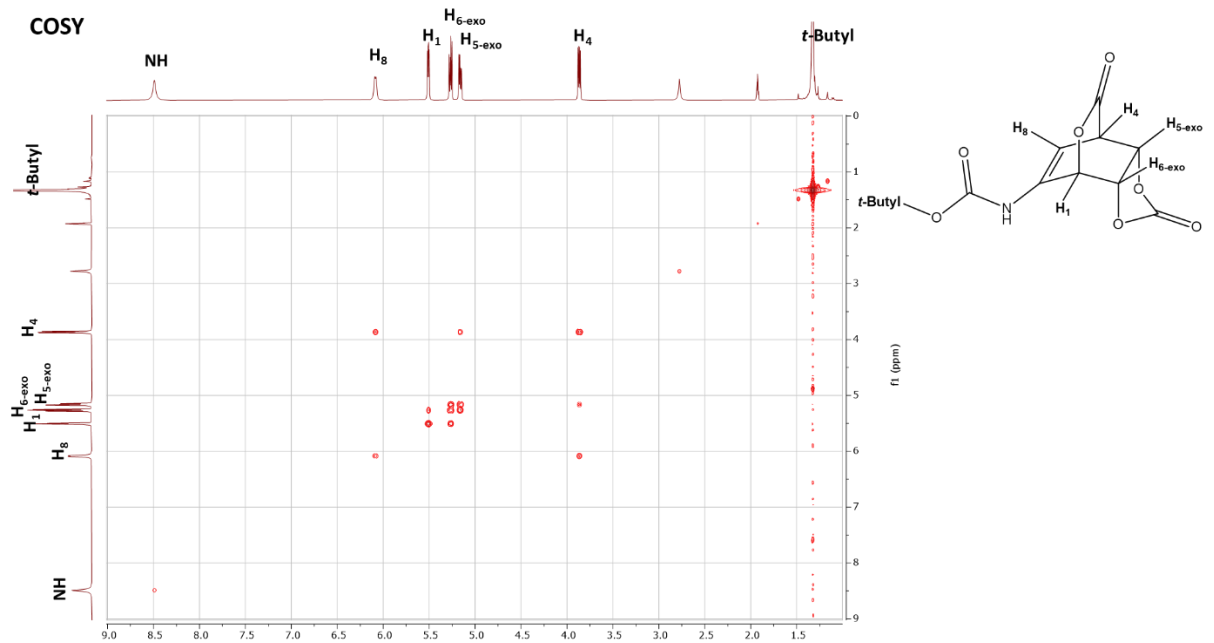 COSY
NH
H8
H1
H6-exo
H5-exo
H4
t-Butyl
t-Butyl
H4
H6-exo
H5-exo
H1
H8
NH
0
1
2
3
4
5
6
7
8
9
f1 (ppm)
9.0 8.5 8.0 7.5 7.0 6.5 6.0 5.5 5.0 4.5 4.0 3.5 3.0 2.5 2.0 1.5
O
H4
H8
O
H5-exo
O
H6-exo
t-Butyl
O
N
H
H1
O
O
O